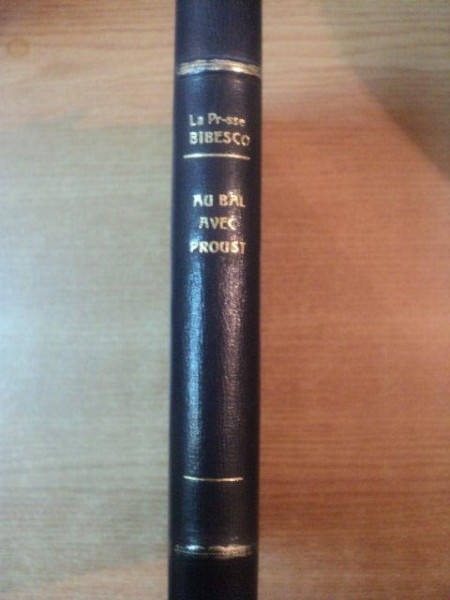 La Pr-sse
BIBESCO
AU BAL
AVEC
PROUST